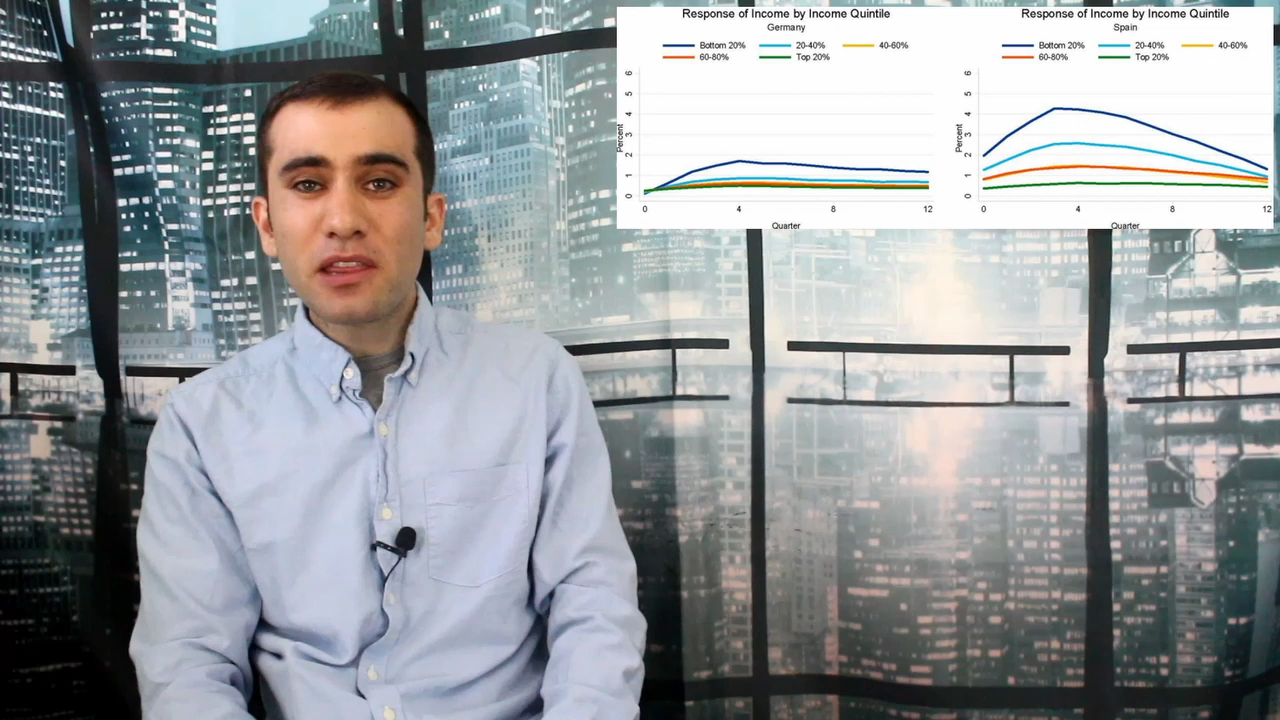 Response of Income by Income Quintile
Germany
Bottom 20% 20-40% 40-60%
60-80% Top 20%
Percent
6
5
4
3
2
1
0
0 4 8 12
Quarter
Response of Income by Income Quintile
Spain
Bottom 20% 20-40% 40-60%
60-80% Top 20%
Percent
6
5
4
3
2
1
0
0 4 8 12
Quarter